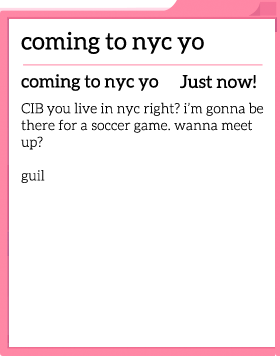 coming to nyc yo
coming to nyc yo Just now!
CIB you live in nyc right? i'm gonna be
there for a soccer game. wanna meet
up?
guil